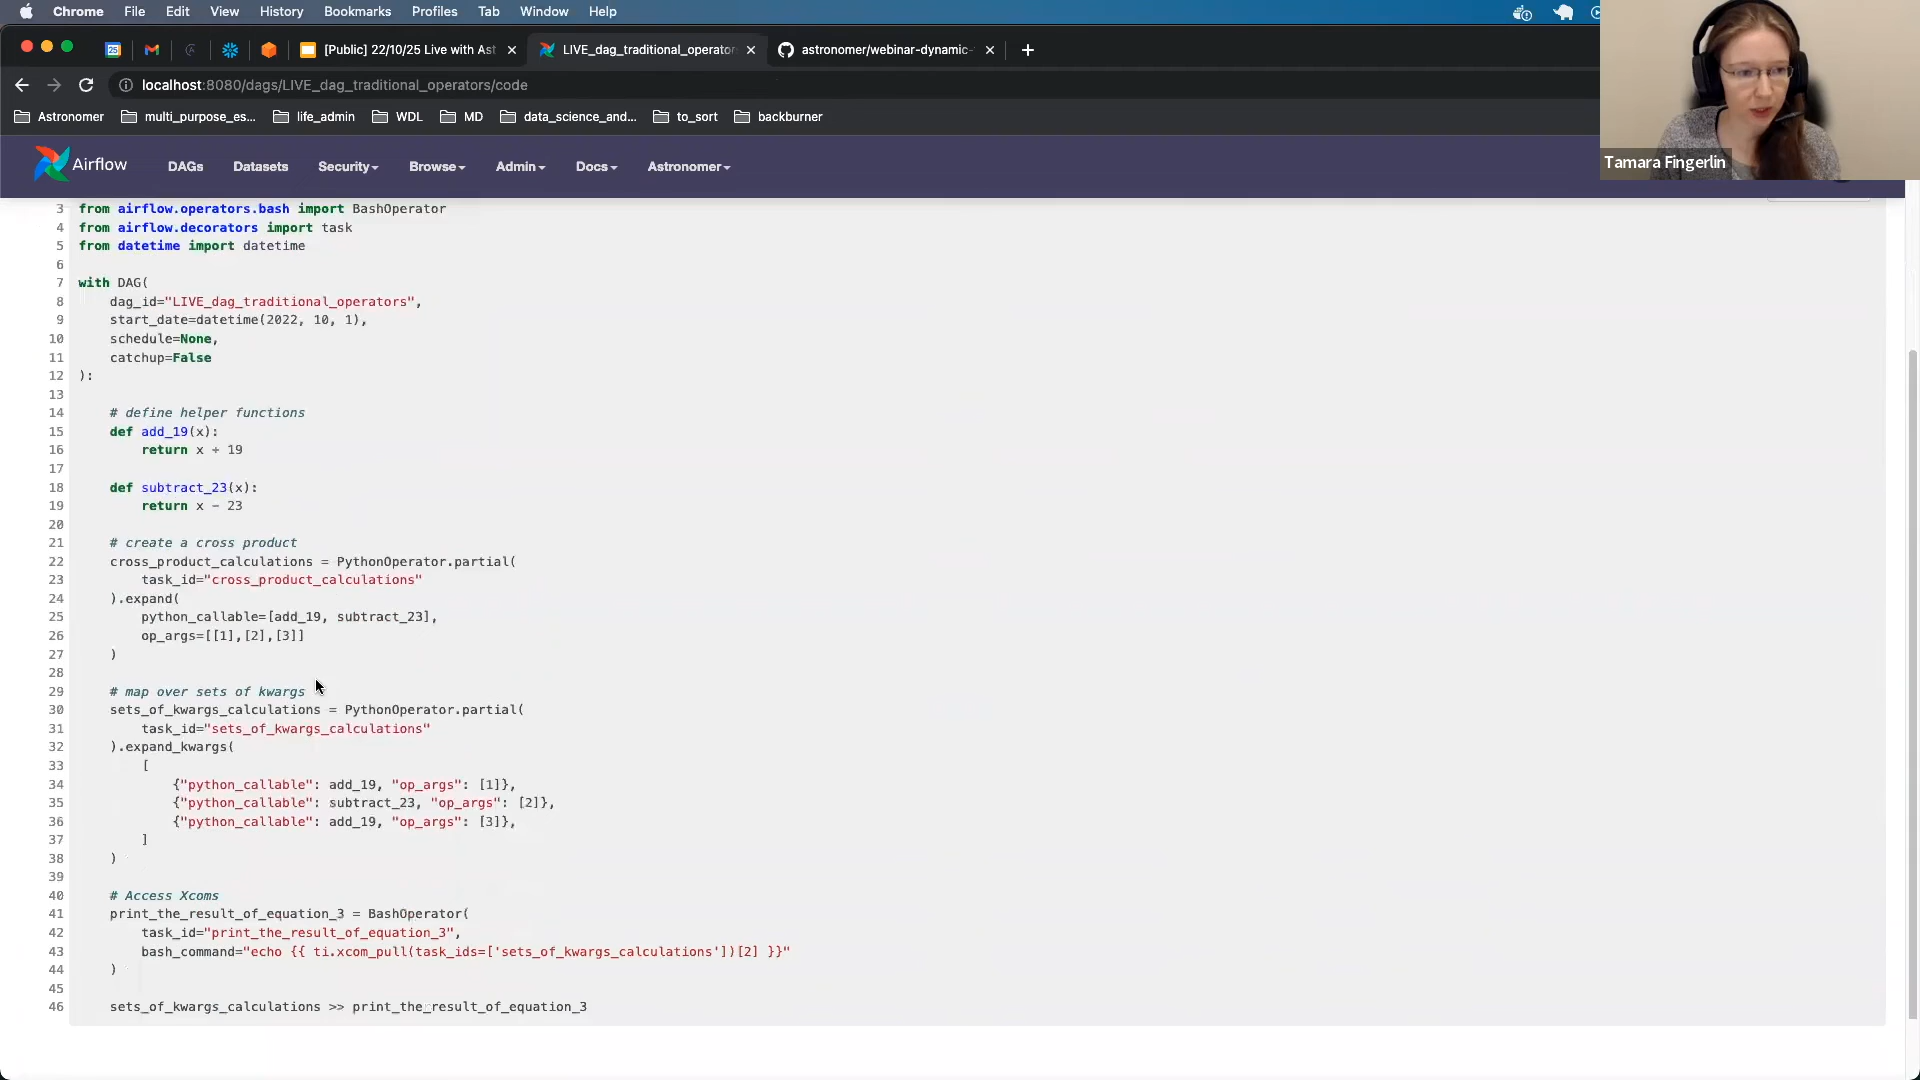 Chrome File Edit View History Bookmarks Profiles Tab Window Help
25 [Public] 22/10/25 Live with Ast LIVE_dag_traditional_operator astronomer/webinar-dynamic-
localhost:8080/dags/LIVE_dag_traditional_operators/code
Astronomer multi_purpose_es... life_admin WDL MD data_science_and... to_sort backburner
Tamara Fingerlin
Airflow DAGs Datasets Security Browse Admin Docs Astronomer
3 from airflow.operators.bash import BashOperator
4 from airflow.decorators import task
5 from datetime import datetime
6
7 with DAG(
8 dag_id="LIVE_dag_traditional_operators",
9 start_date=datetime(2022, 10, 1),
10 schedule=None,
11 catchup=False
12 ):
13
14 # define helper functions
15 def add_19(x):
16 return x + 19
17
18 def subtract_23(x):
19 return x - 23
20
21 # create a cross product
22 cross_product_calculations = PythonOperator.partial(
23 task_id="cross_product_calculations"
24 ).expand(
25 python_callable=[add_19, subtract_23],
26 op_args=[[1],[2],[3]]
27 )
28
29 # map over sets of kwargs
30 sets_of_kwargs_calculations = PythonOperator.partial(
31 task_id="sets_of_kwargs_calculations"
32 ).expand_kwargs(
33 [
34 {"python_callable": add_19, "op_args": [1]},
35 {"python_callable": subtract_23, "op_args": [2]},
36 {"python_callable": add_19, "op_args": [3]},
37 ]
38 )
39
40 # Access Xcoms
41 print_the_result_of_equation_3 = BashOperator(
42 task_id="print_the_result_of_equation_3",
43 bash_command="echo {{ ti.xcom_pull(task_ids=['sets_of_kwargs_calculations'])[2] }}"
44 )
45
46 sets_of_kwargs_calculations >> print_the_result_of_equation_3